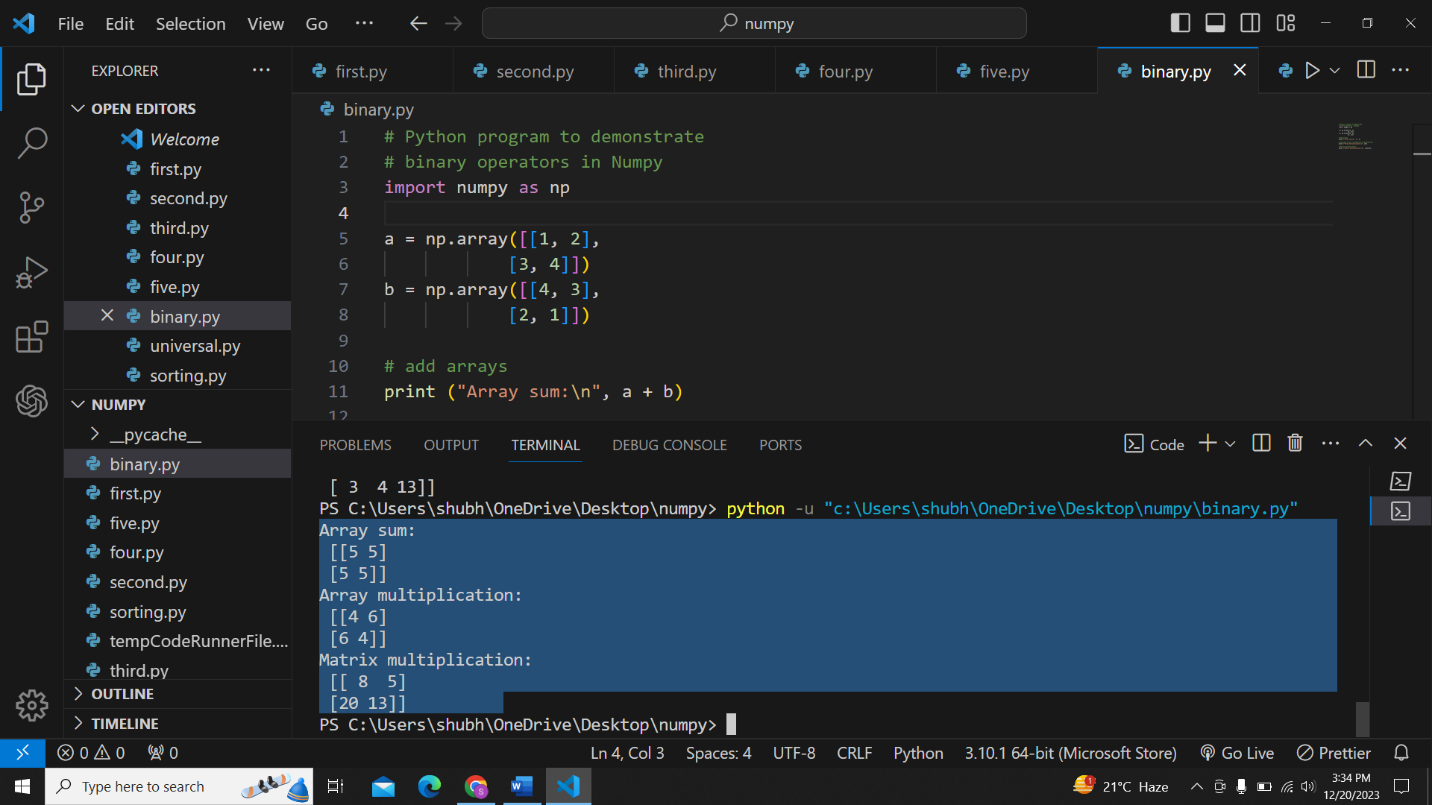 File Edit Selection View Go ··· numpy
EXPLORER ···
first.py second.py third.py four.py five.py binary.py
OPEN EDITORS
Welcome
first.py
second.py
third.py
four.py
five.py
binary.py
universal.py
sorting.py
NUMPY
__pycache__
binary.py
first.py
five.py
four.py
second.py
sorting.py
tempCodeRunnerFile....
third.py
OUTLINE
TIMELINE
binary.py
1 # Python program to demonstrate
2 # binary operators in Numpy
3 import numpy as np
4
5 a = np.array([[1, 2],
6 [3, 4]])
7 b = np.array([[4, 3],
8 [2, 1]])
9
10 # add arrays
11 print ("Array sum:\n", a + b)
12
PROBLEMS OUTPUT TERMINAL DEBUG CONSOLE PORTS Code
[ 3  4 13]]
PS C:\Users\shubh\OneDrive\Desktop\numpy> python -u "c:\Users\shubh\OneDrive\Desktop\numpy\binary.py"
Array sum:
[[5 5]
[5 5]]
Array multiplication:
[[4 6]
[6 4]]
Matrix multiplication:
[[ 8  5]
[20 13]]
PS C:\Users\shubh\OneDrive\Desktop\numpy>
0 0 0 Ln 4, Col 3 Spaces: 4 UTF-8 CRLF Python 3.10.1 64-bit (Microsoft Store) Go Live Prettier
Type here to search 1 21°C Haze 3:34 PM
12/20/2023